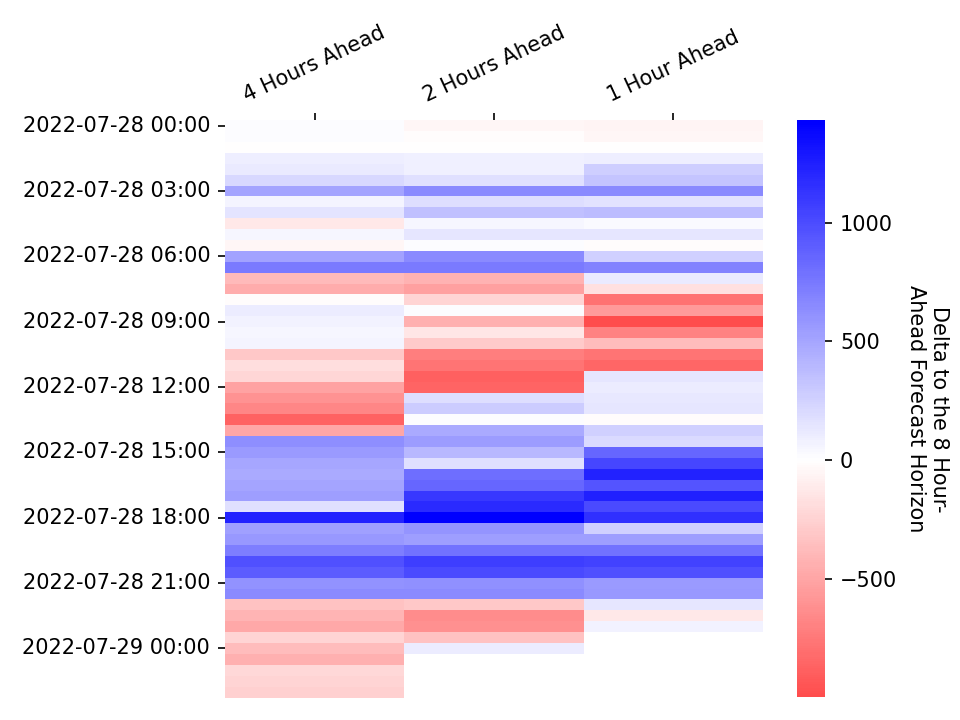 4 Hours Ahead
2 Hours Ahead
1 Hour Ahead
2022-07-28 00:00
2022-07-28 03:00
2022-07-28 06:00
2022-07-28 09:00
2022-07-28 12:00
2022-07-28 15:00
2022-07-28 18:00
2022-07-28 21:00
2022-07-29 00:00
1000
500
0
−500
Delta to the 8 Hour-
Ahead Forecast Horizon